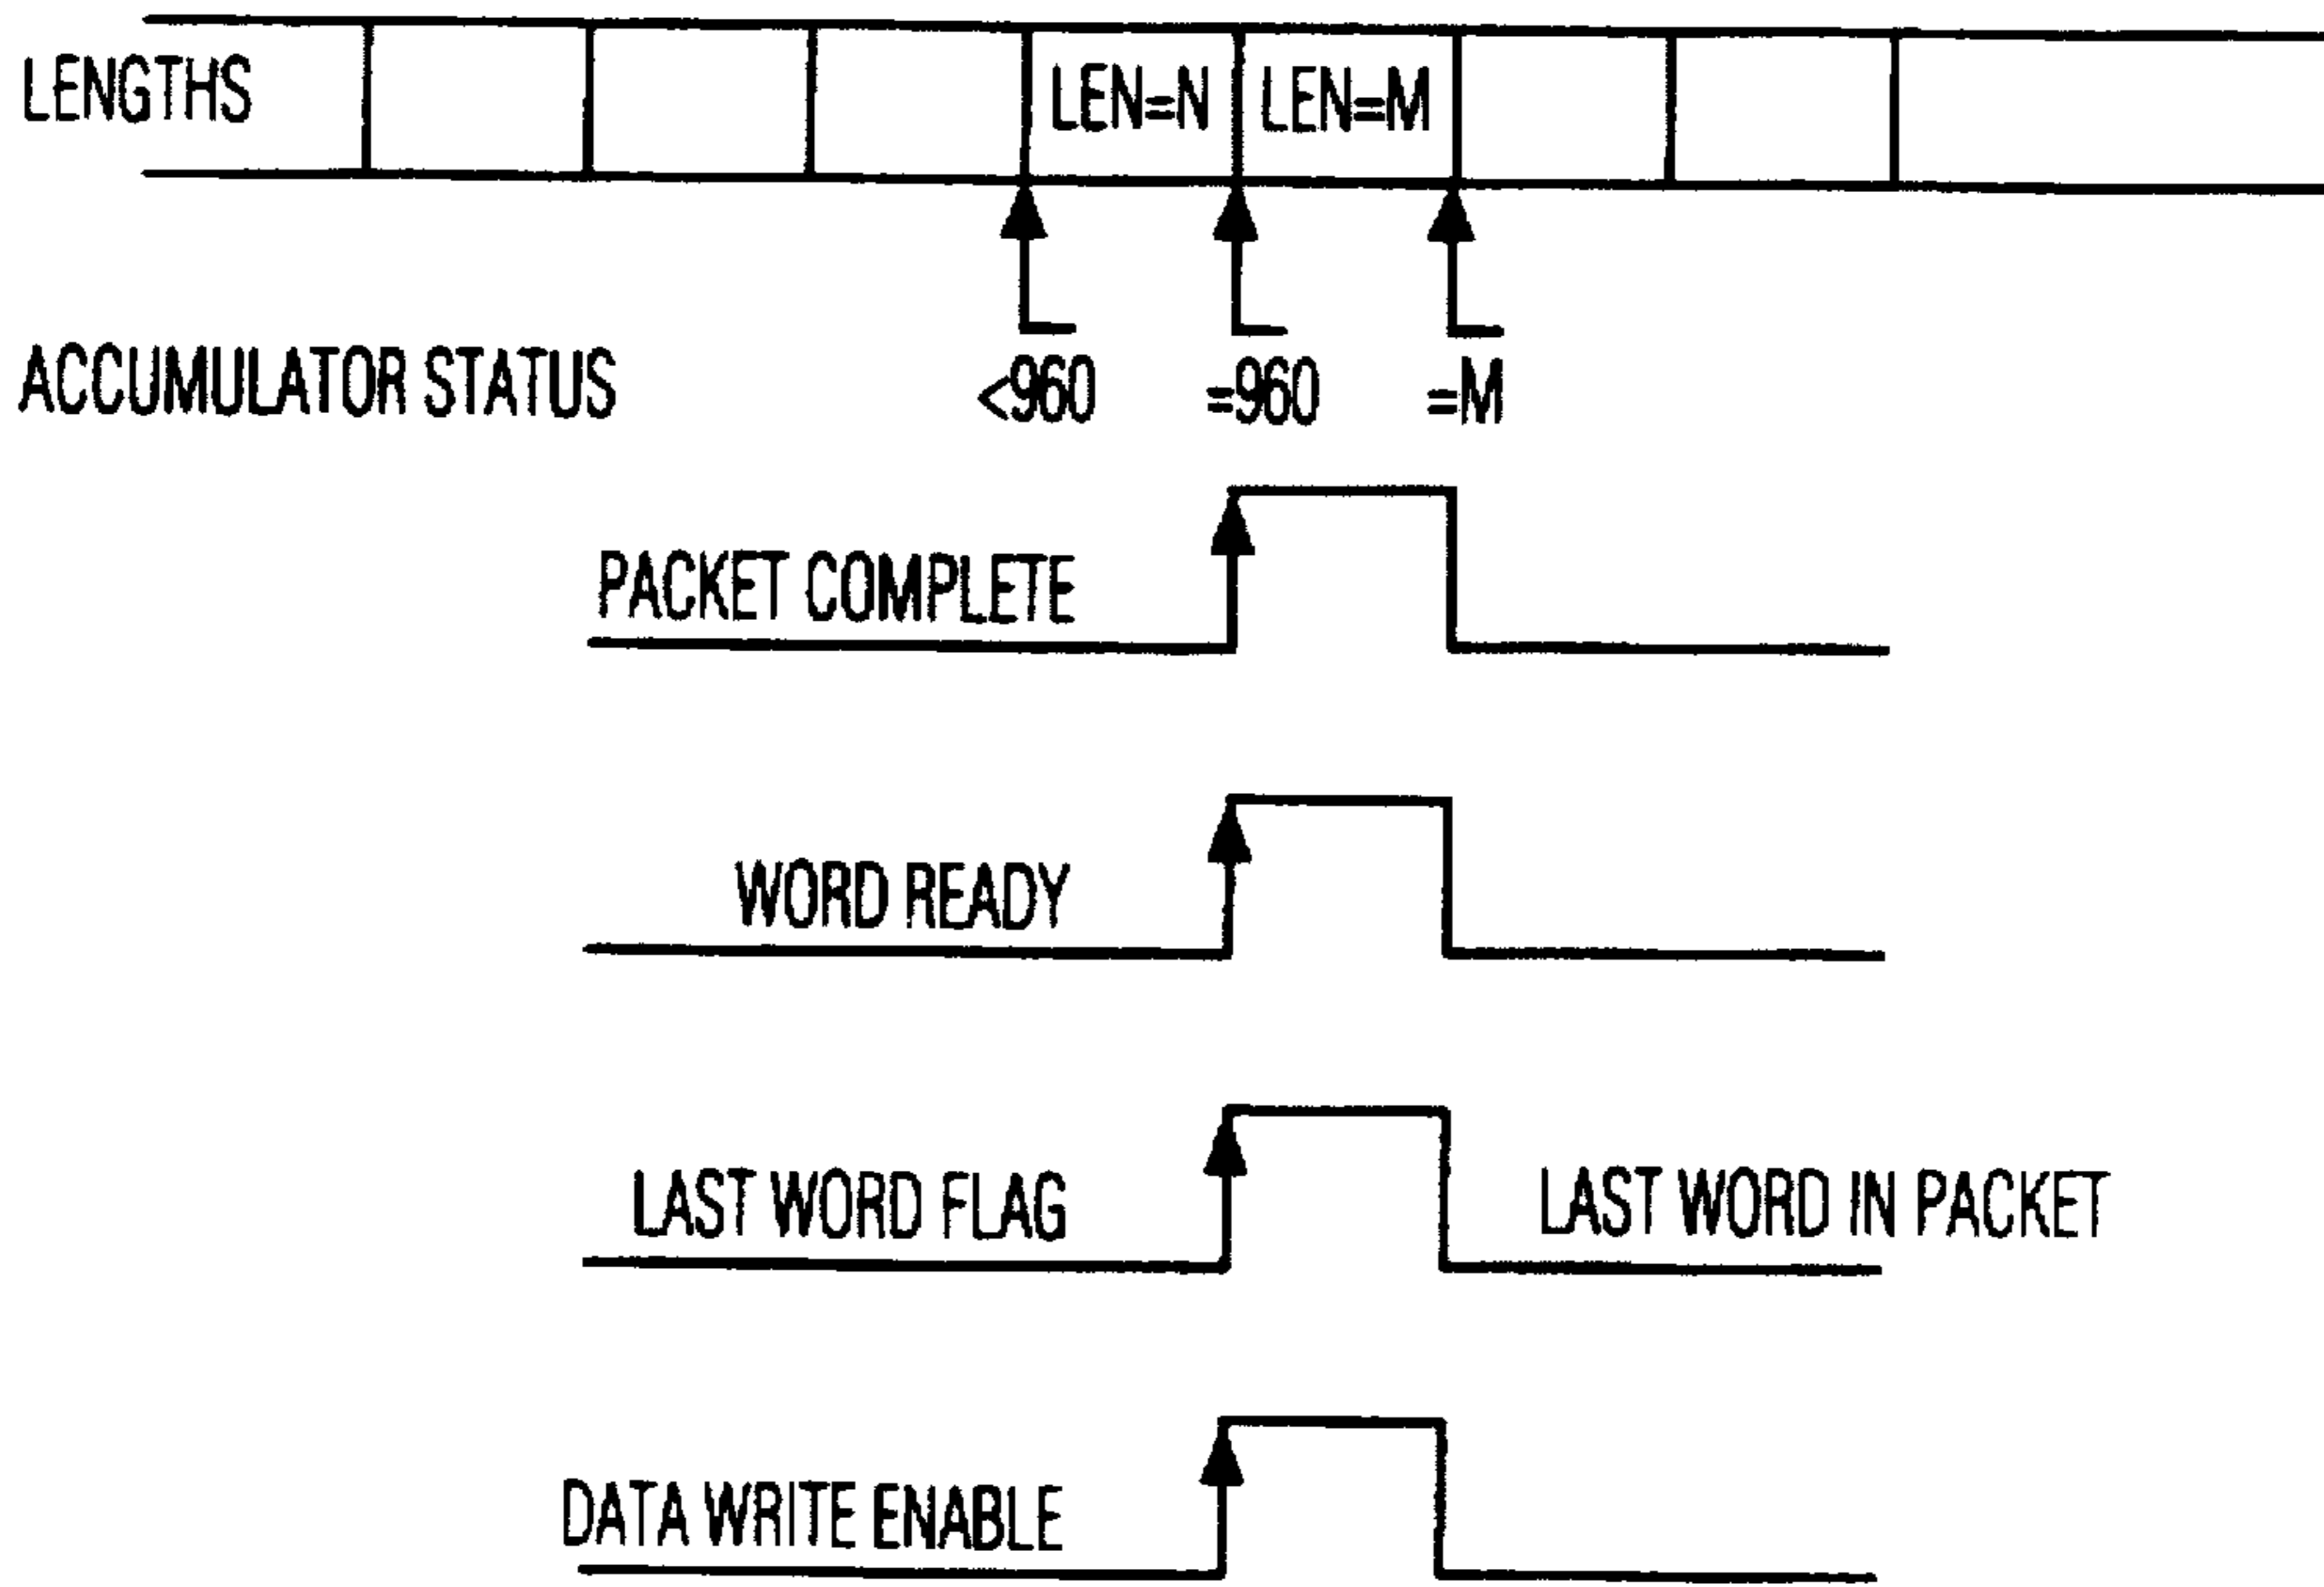 LENGTHS LEN=N LEN=M
ACCUMULATOR STATUS <960 =960 =M
PACKET COMPLETE
WORD READY
LAST WORD FLAG LAST WORD IN PACKET
DATA WRITE ENABLE